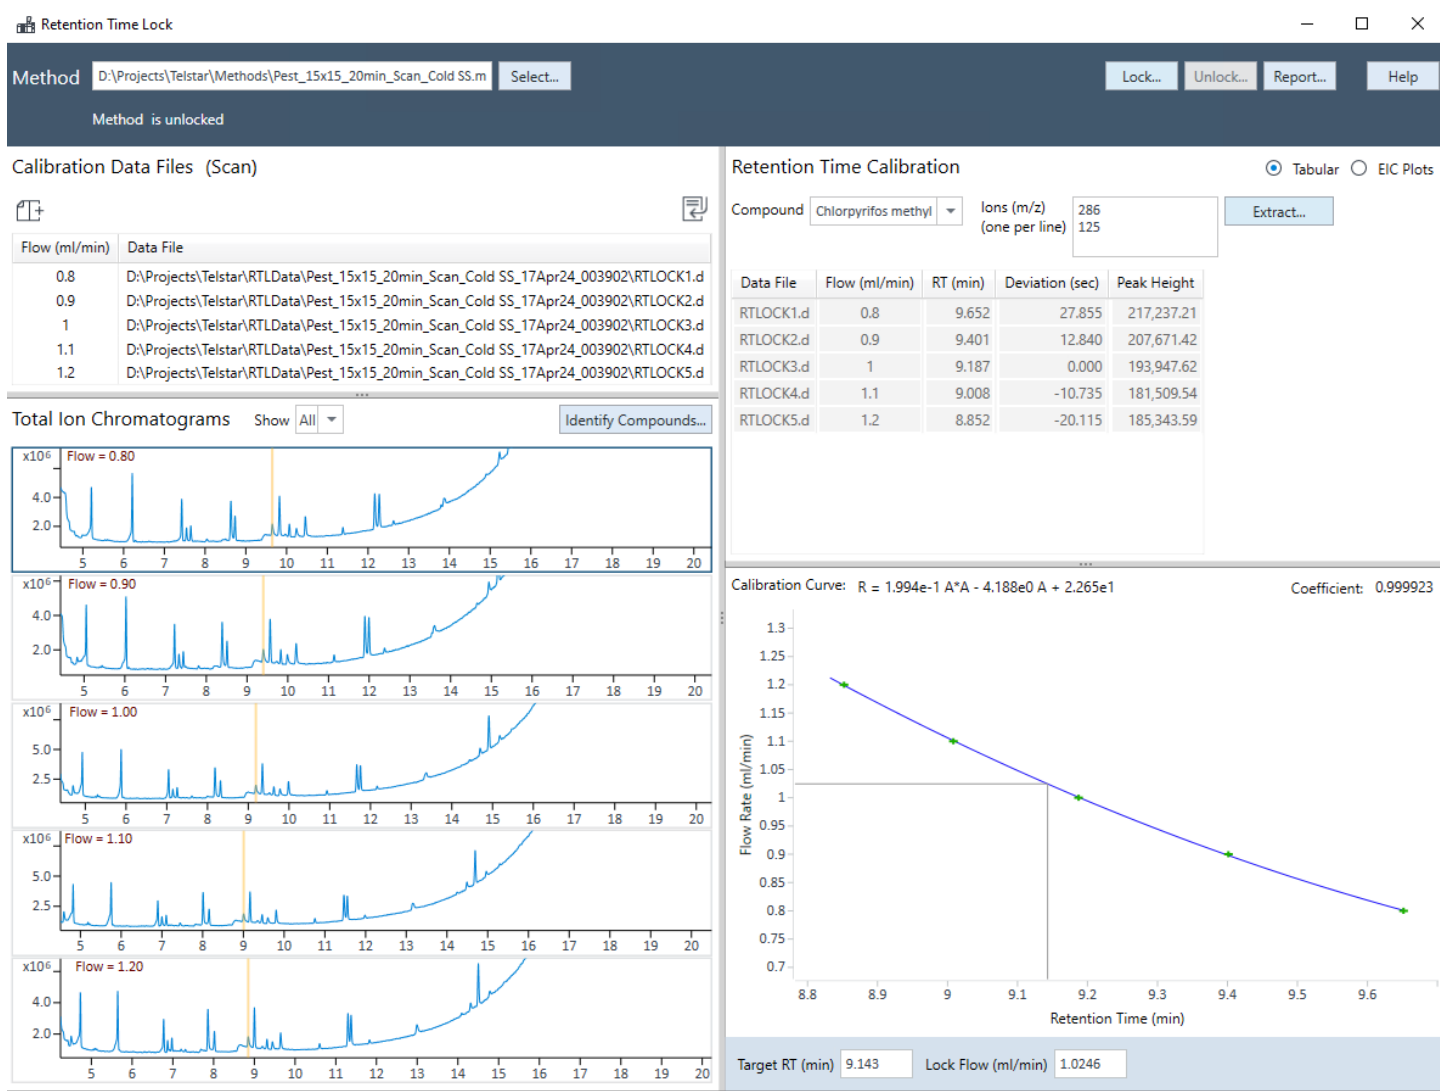 Retention Time Lock
Method D:\Projects\Telstar\Methods\Pest_15x15_20min_Scan_Cold SS.m Select... Lock... Unlock... Report... Help
Method is unlocked
Calibration Data Files (Scan)
Flow (ml/min) Data File
0.8 D:\Projects\Telstar\RTLData\Pest_15x15_20min_Scan_Cold SS_17Apr24_003902\RTLOCK1.d
0.9 D:\Projects\Telstar\RTLData\Pest_15x15_20min_Scan_Cold SS_17Apr24_003902\RTLOCK2.d
1 D:\Projects\Telstar\RTLData\Pest_15x15_20min_Scan_Cold SS_17Apr24_003902\RTLOCK3.d
1.1 D:\Projects\Telstar\RTLData\Pest_15x15_20min_Scan_Cold SS_17Apr24_003902\RTLOCK4.d
1.2 D:\Projects\Telstar\RTLData\Pest_15x15_20min_Scan_Cold SS_17Apr24_003902\RTLOCK5.d
Total Ion Chromatograms Show All Identify Compounds...
x10⁶ Flow = 0.80
4.0
2.0
5 6 7 8 9 10 11 12 13 14 15 16 17 18 19 20
x10⁶ Flow = 0.90
4.0
2.0
5 6 7 8 9 10 11 12 13 14 15 16 17 18 19 20
x10⁶ Flow = 1.00
5.0
2.5
5 6 7 8 9 10 11 12 13 14 15 16 17 18 19 20
x10⁶ Flow = 1.10
5.0
2.5
5 6 7 8 9 10 11 12 13 14 15 16 17 18 19 20
x10⁶ Flow = 1.20
4.0
2.0
5 6 7 8 9 10 11 12 13 14 15 16 17 18 19 20
Retention Time Calibration Tabular EIC Plots
Compound Chlorpyrifos methyl Ions (m/z) 286 Extract...
(one per line) 125
Data File Flow (ml/min) RT (min) Deviation (sec) Peak Height
RTLOCK1.d 0.8 9.652 27.855 217,237.21
RTLOCK2.d 0.9 9.401 12.840 207,671.42
RTLOCK3.d 1 9.187 0.000 193,947.62
RTLOCK4.d 1.1 9.008 -10.735 181,509.54
RTLOCK5.d 1.2 8.852 -20.115 185,343.59
Calibration Curve: R = 1.994e-1 A*A - 4.188e0 A + 2.265e1 Coefficient: 0.999923
1.3
1.25
1.2
1.15
1.1
1.05
1
0.95
0.9
0.85
0.8
0.75
0.7
Flow Rate (ml/min)
8.8 8.9 9 9.1 9.2 9.3 9.4 9.5 9.6
Retention Time (min)
Target RT (min) 9.143 Lock Flow (ml/min) 1.0246